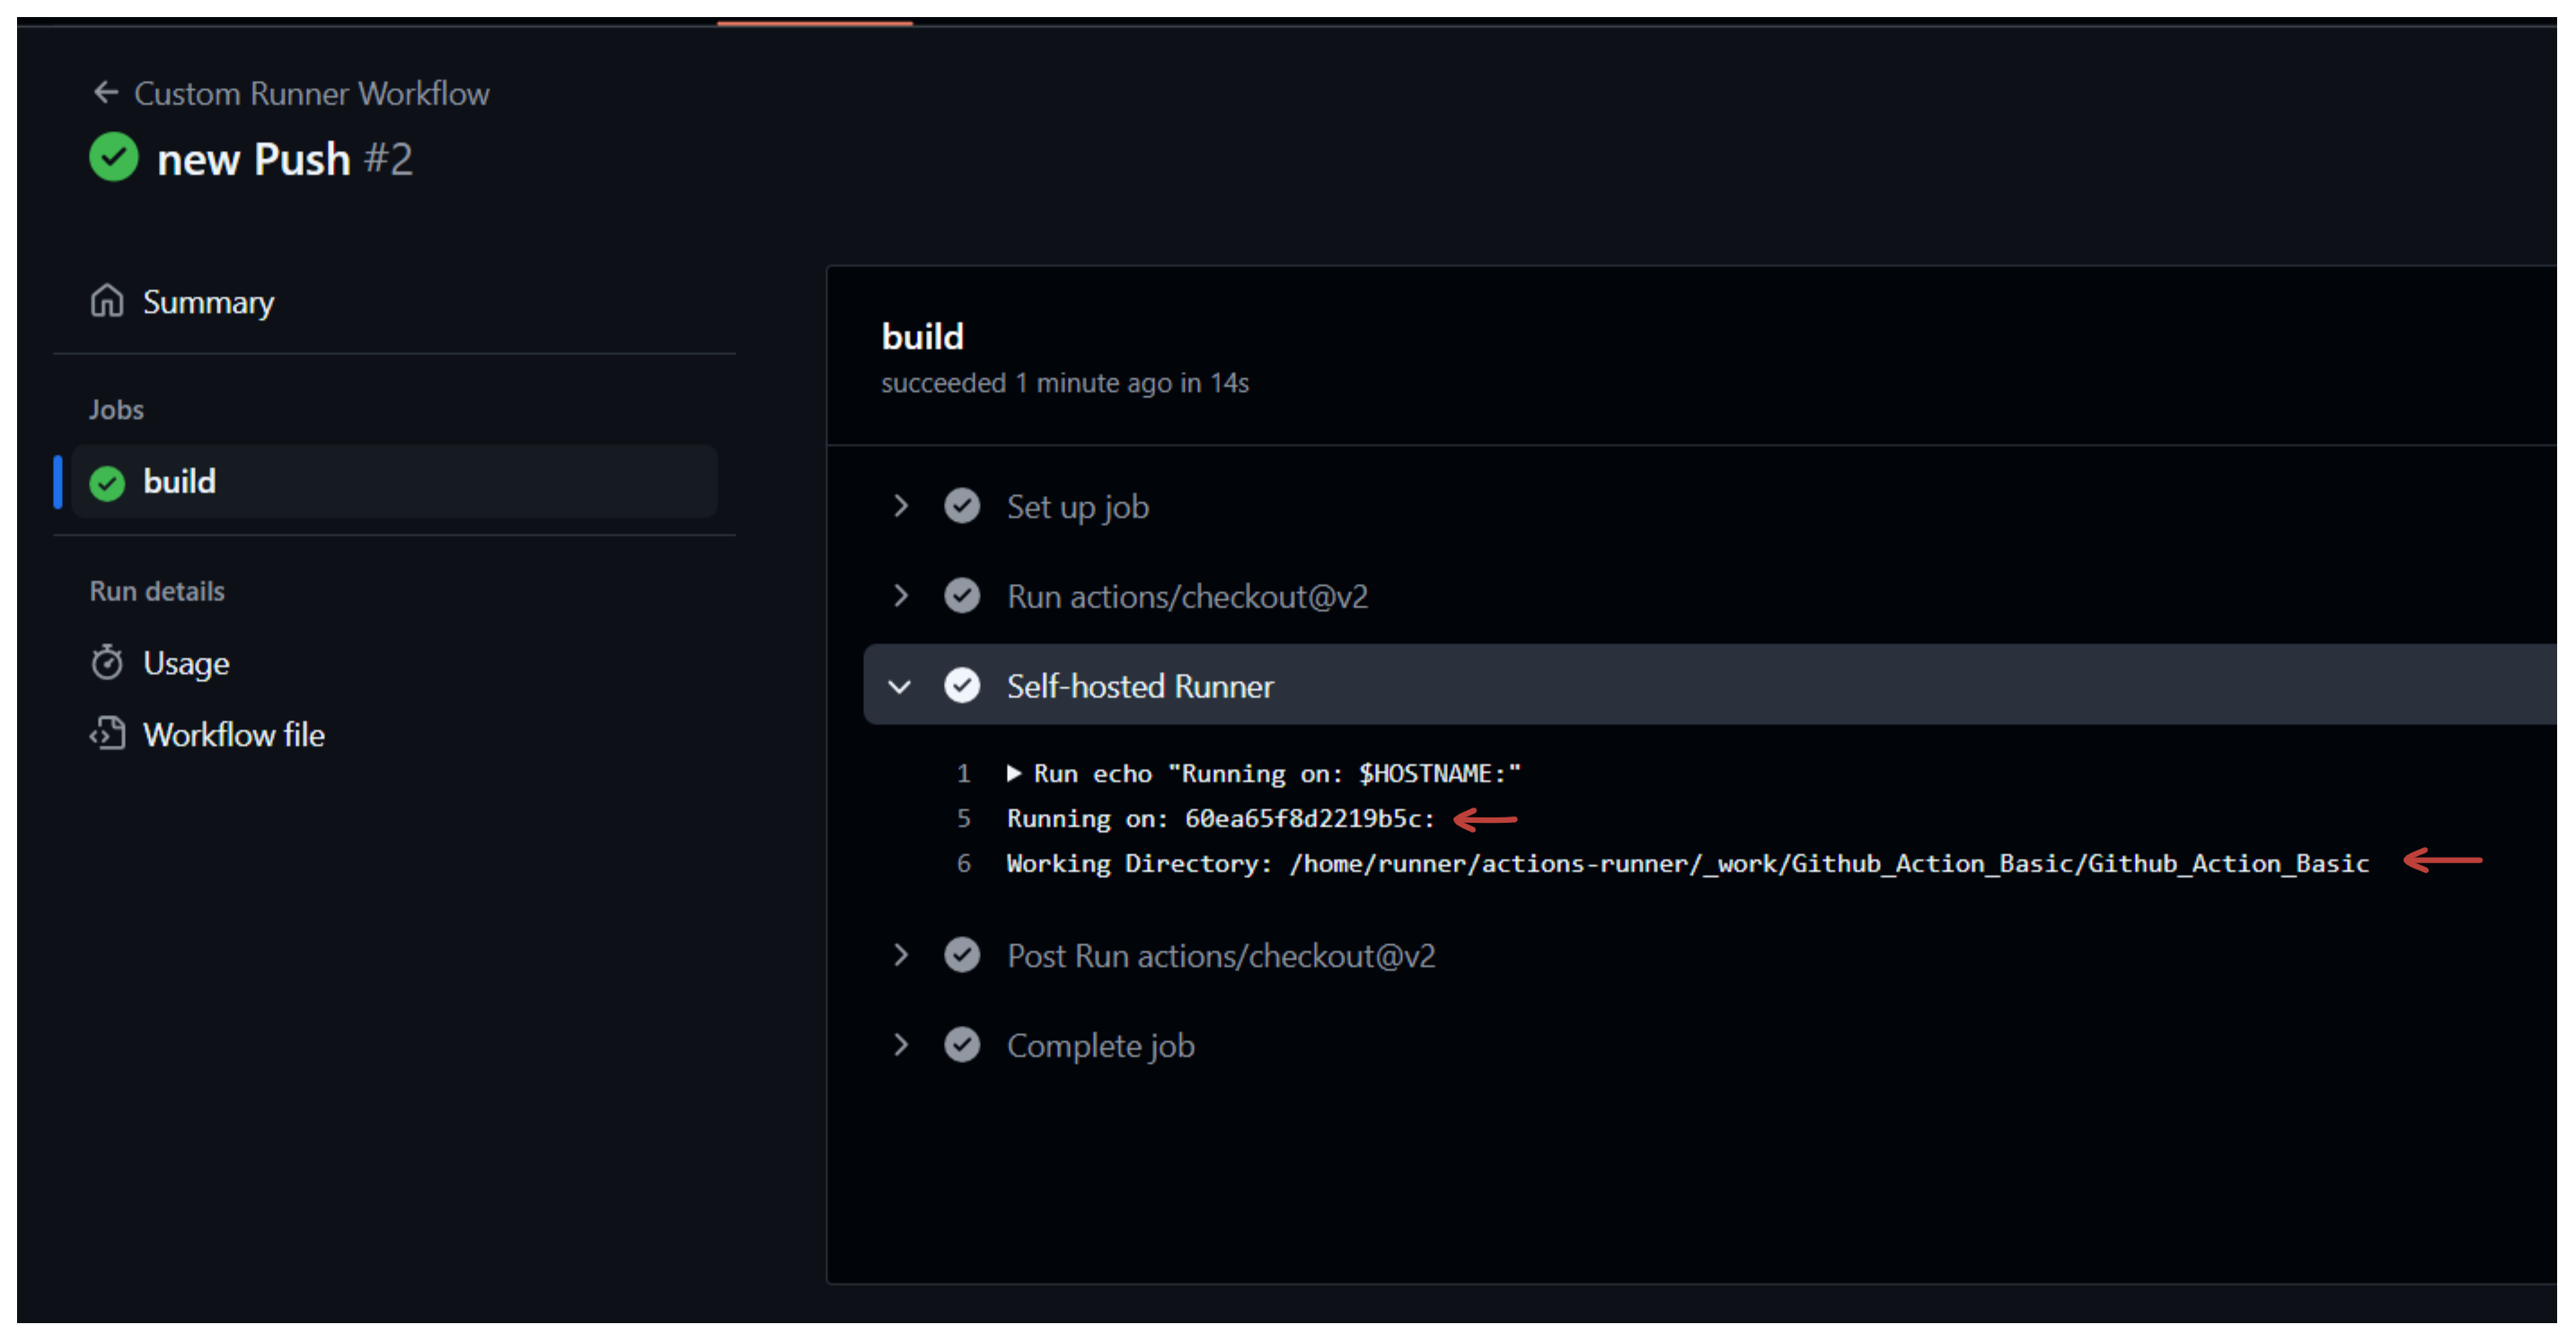 Custom Runner Workflow
new Push #2
Summary
Jobs
build
Run details
Usage
Workflow file
build
succeeded 1 minute ago in 14s
Set up job
Run actions/checkout@v2
Self-hosted Runner
1 Run echo "Running on: $HOSTNAME:"
5 Running on: 60ea65f8d2219b5c:
6 Working Directory: /home/runner/actions-runner/_work/Github_Action_Basic/Github_Action_Basic
Post Run actions/checkout@v2
Complete job